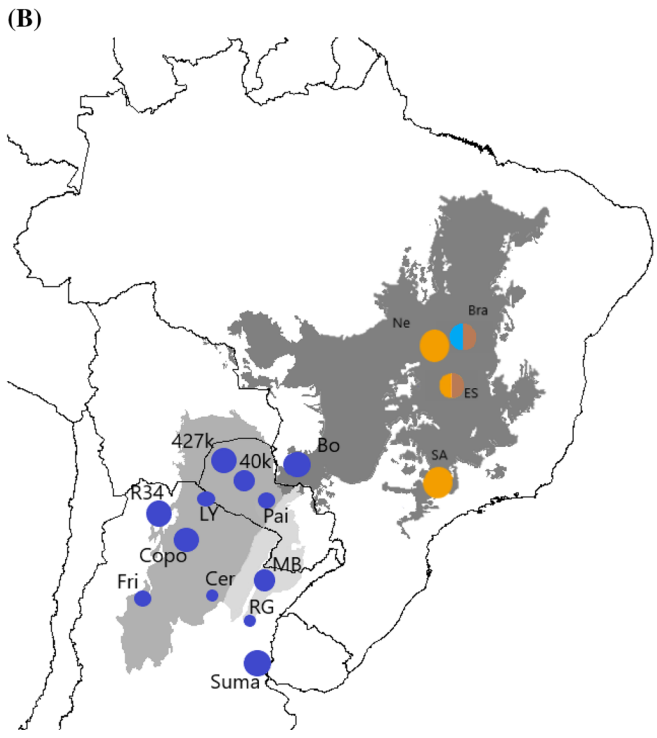 (B)
Bra
Ne
ES
427k
Bo
40k
SA
R34
LY
Pai
Copo
MB
Fri
Cer
RG
Suma